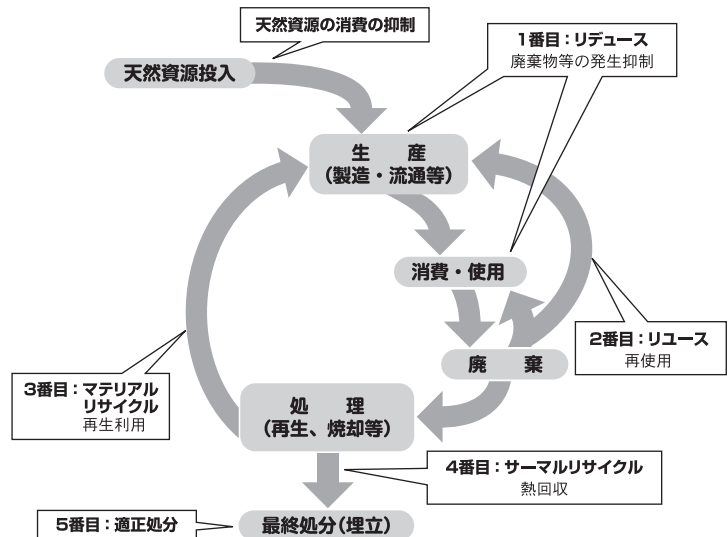 天然資源の消費の抑制
1番目：リデュース
廃棄物等の発生抑制
天然資源投入
生　産
（製造・流通等）
消費・使用
2番目：リユース
再使用
廃　棄
3番目：マテリアル
リサイクル
再生利用
処　理
（再生、焼却等）
4番目：サーマルリサイクル
熱回収
5番目：適正処分
最終処分（埋立）